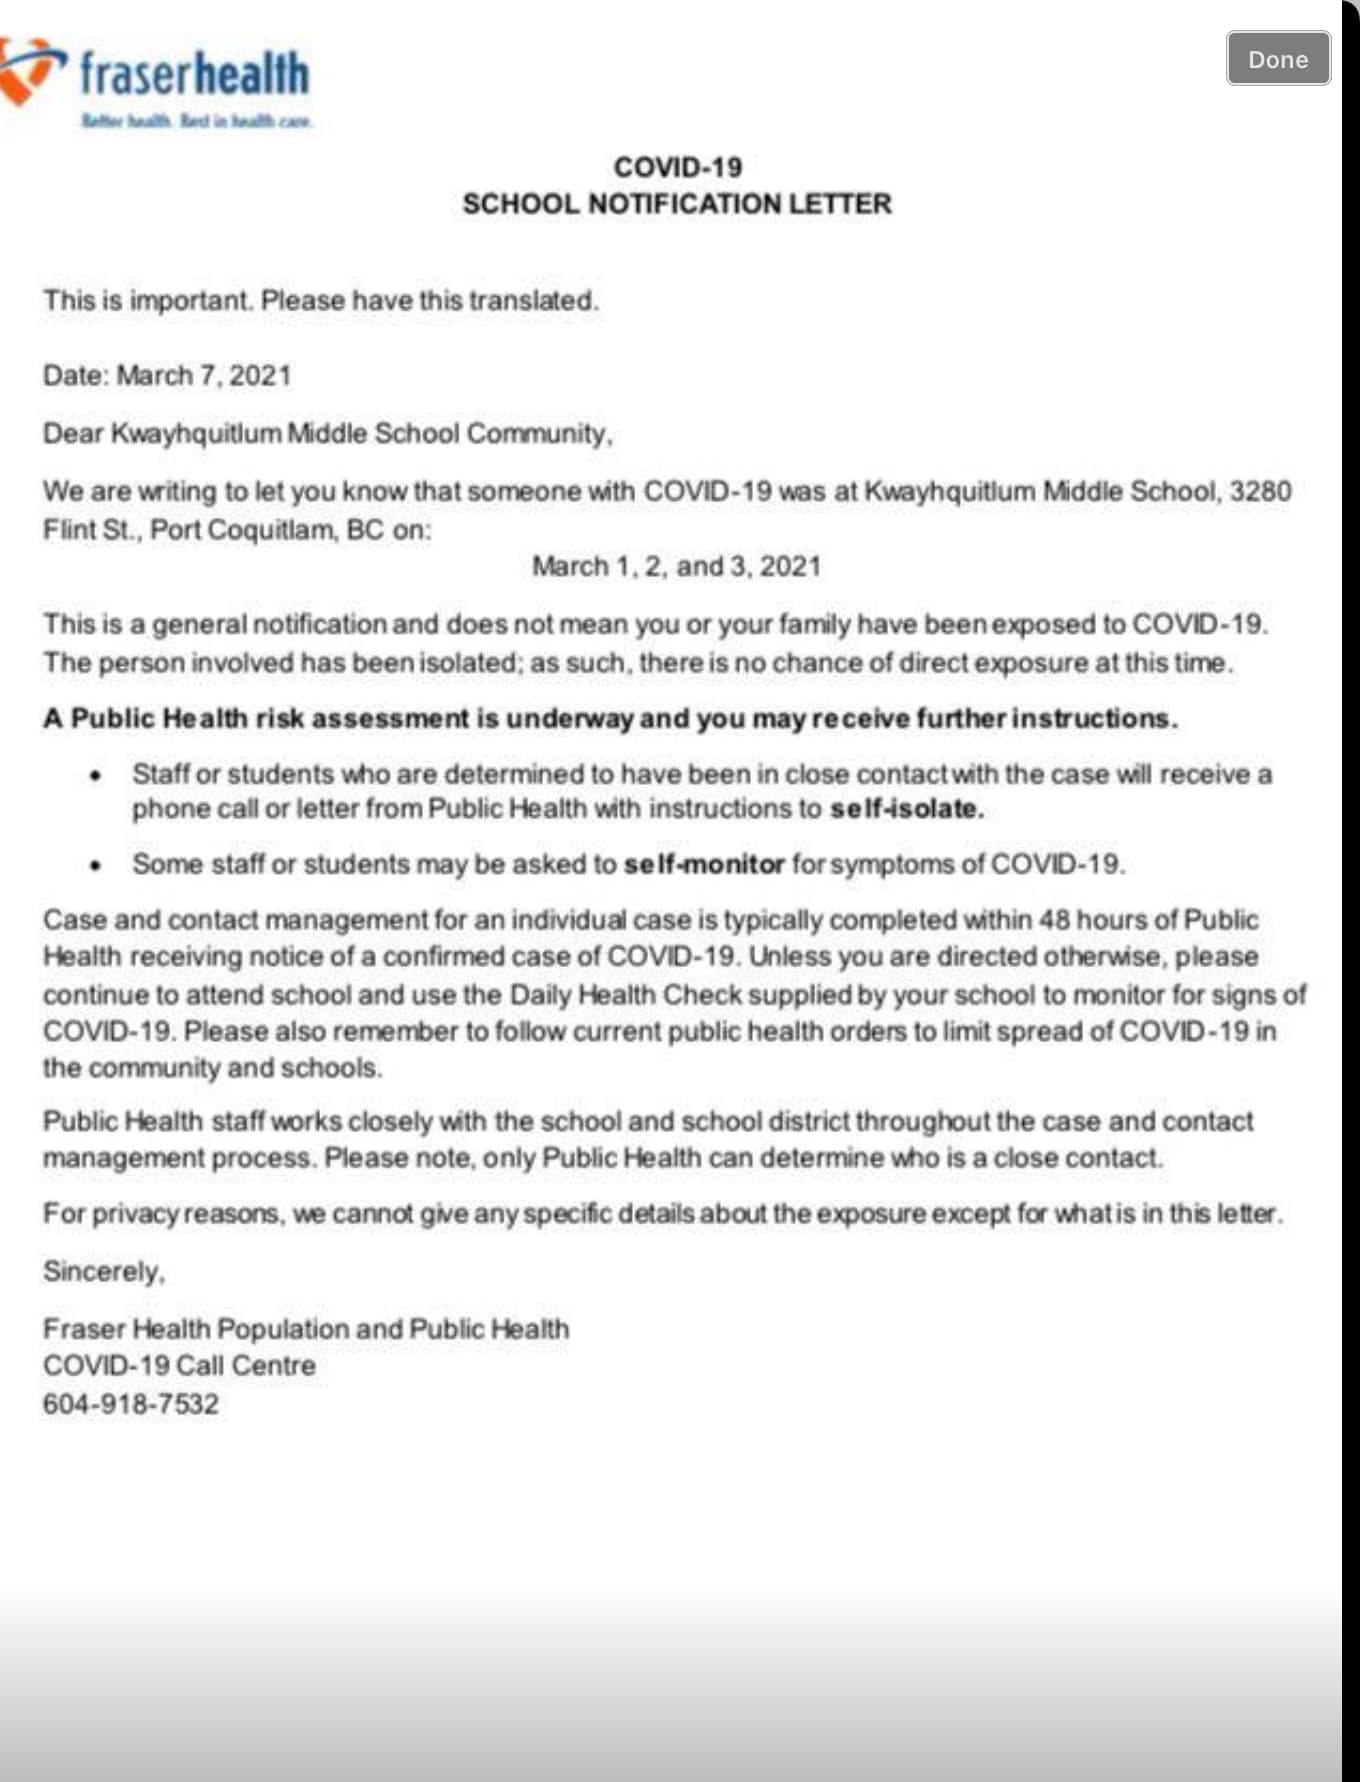 fraserhealth
Better health. Best in health care.
Done
COVID-19
SCHOOL NOTIFICATION LETTER
This is important. Please have this translated.
Date: March 7, 2021
Dear Kwayhquitlum Middle School Community,
We are writing to let you know that someone with COVID-19 was at Kwayhquitlum Middle School, 3280
Flint St., Port Coquitlam, BC on:
March 1, 2, and 3, 2021
This is a general notification and does not mean you or your family have been exposed to COVID-19.
The person involved has been isolated; as such, there is no chance of direct exposure at this time.
A Public Health risk assessment is underway and you may receive further instructions.
• Staff or students who are determined to have been in close contact with the case will receive a
phone call or letter from Public Health with instructions to self-isolate.
• Some staff or students may be asked to self-monitor for symptoms of COVID-19.
Case and contact management for an individual case is typically completed within 48 hours of Public
Health receiving notice of a confirmed case of COVID-19. Unless you are directed otherwise, please
continue to attend school and use the Daily Health Check supplied by your school to monitor for signs of
COVID-19. Please also remember to follow current public health orders to limit spread of COVID-19 in
the community and schools.
Public Health staff works closely with the school and school district throughout the case and contact
management process. Please note, only Public Health can determine who is a close contact.
For privacy reasons, we cannot give any specific details about the exposure except for what is in this letter.
Sincerely,
Fraser Health Population and Public Health
COVID-19 Call Centre
604-918-7532